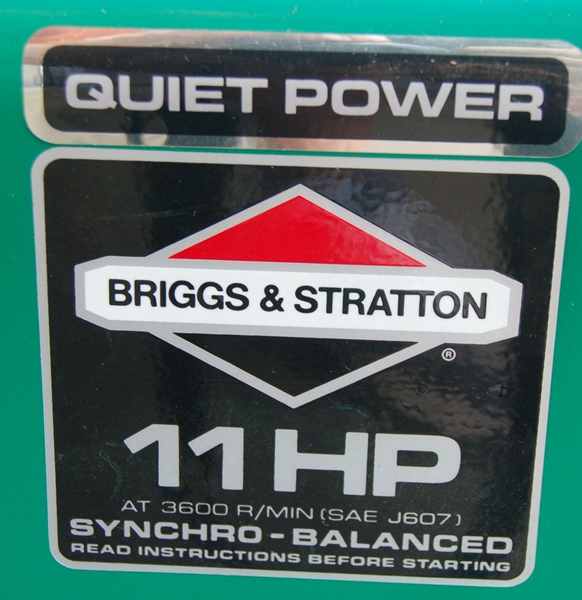 QUIET POWER
BRIGGS & STRATTON
®
11 HP
AT 3600 R/MIN (SAE J607)
SYNCHRO-BALANCED
READ INSTRUCTIONS BEFORE STARTING